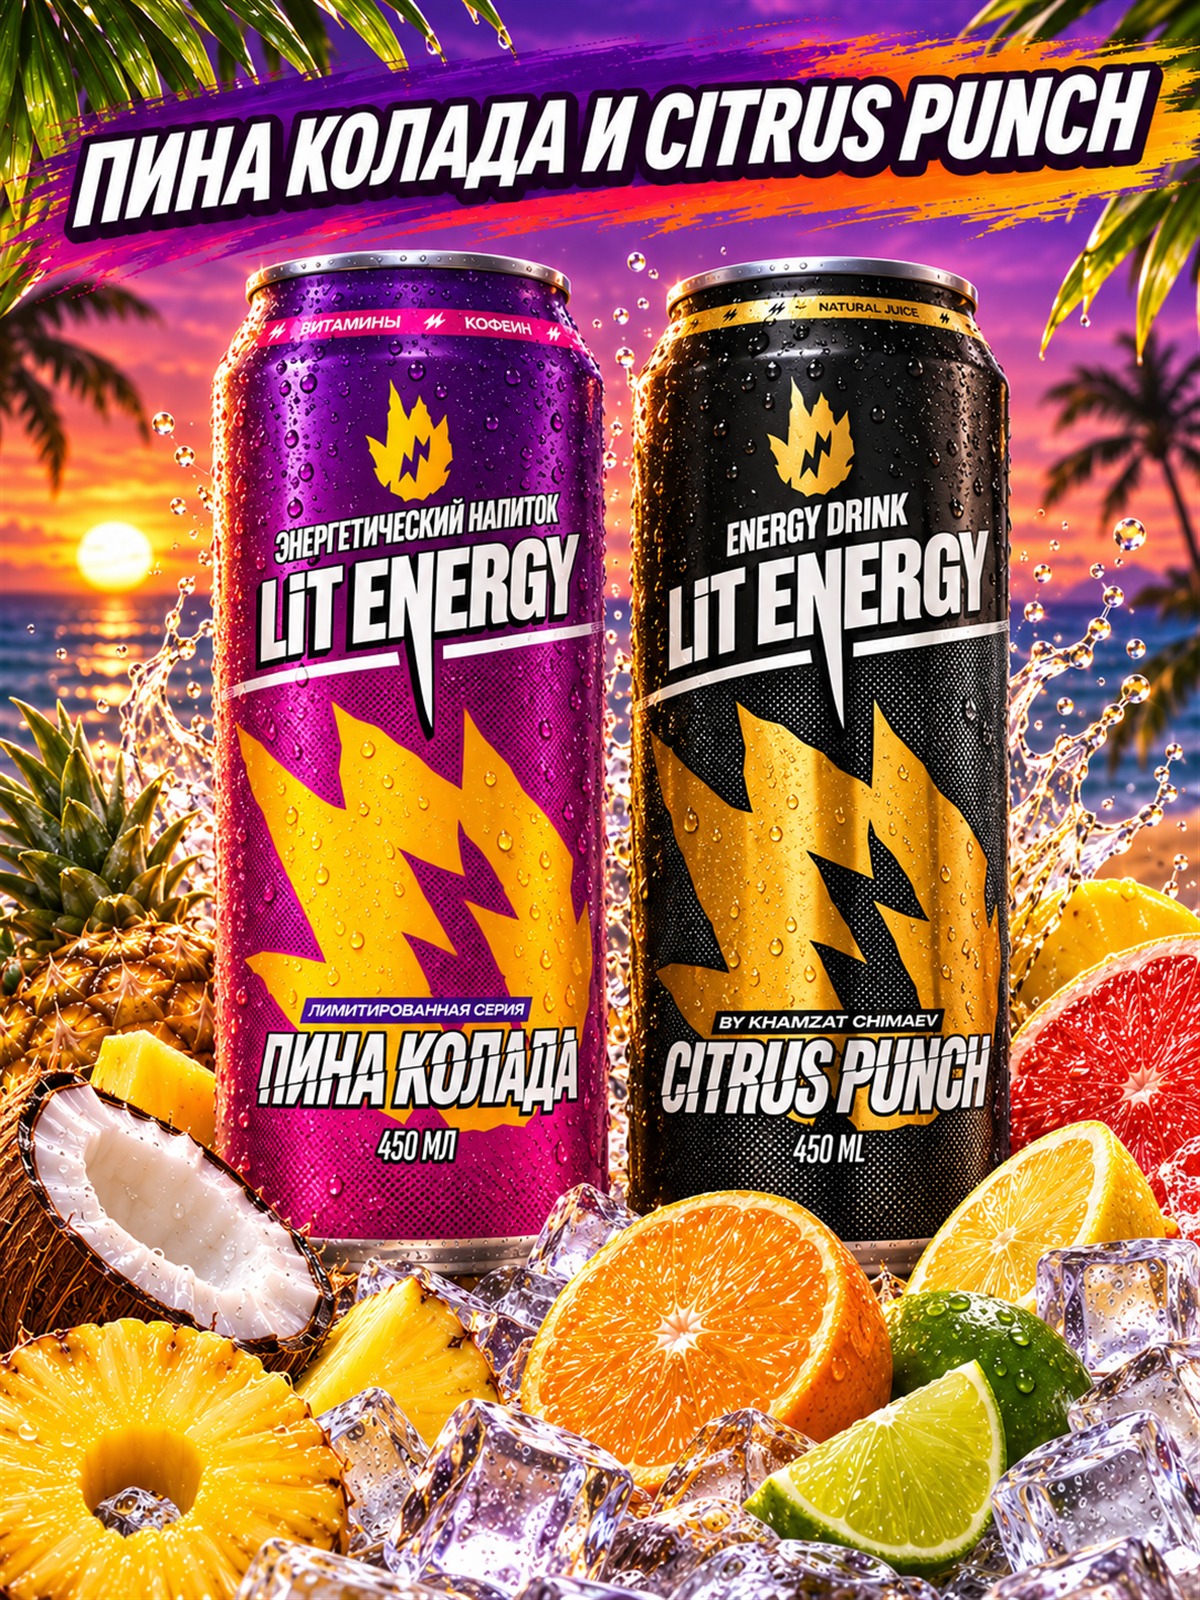 ПИНА КОЛАДА И CITRUS PUNCH
ВИТАМИНЫ КОФЕИН
ЭНЕРГЕТИЧЕСКИЙ НАПИТОК
LIT ENERGY
ЛИМИТИРОВАННАЯ СЕРИЯ
ПИНА КОЛАДА
450 МЛ
NATURAL JUICE
ENERGY DRINK
LIT ENERGY
BY KHAMZAT CHIMAEV
CITRUS PUNCH
450 ML